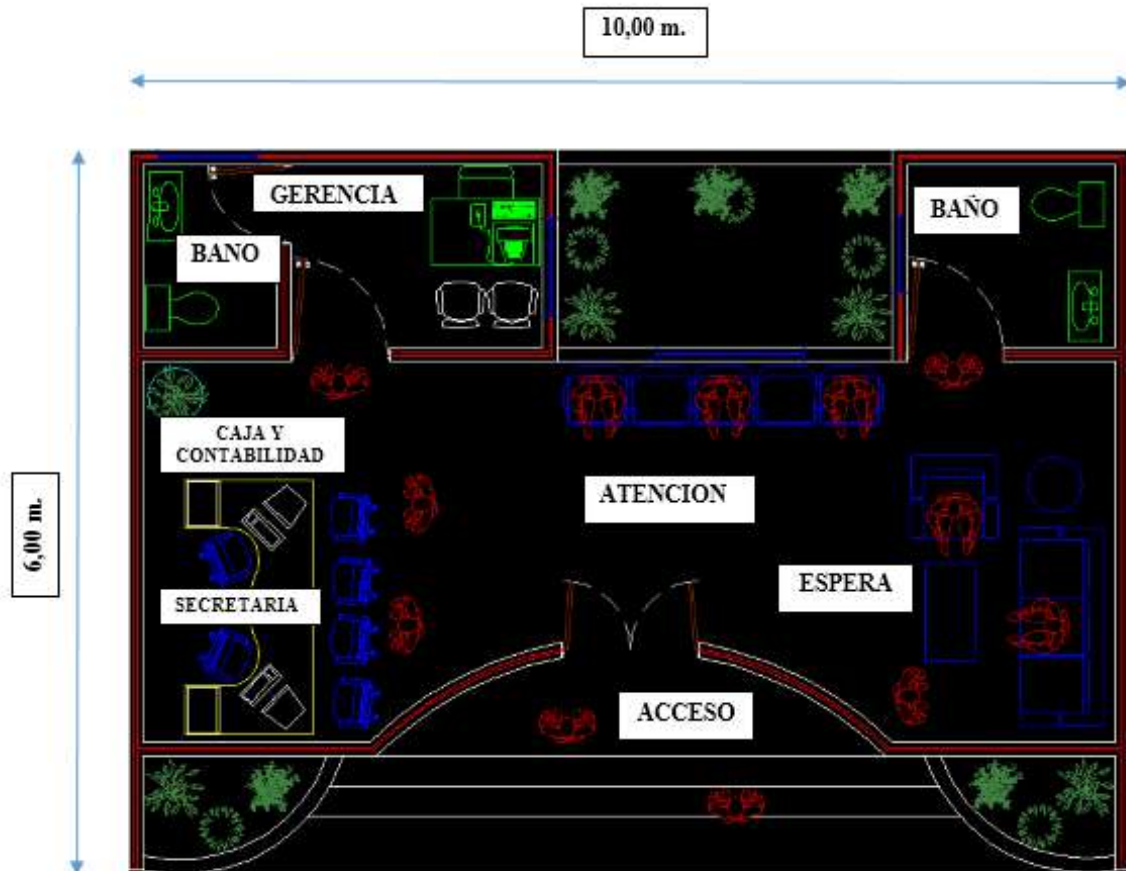 10,00 m.
GERENCIA
BAÑO
BANO
CAJA Y
CONTABILIDAD
ATENCION
6,00 m.
ESPERA
SECRETARIA
ACCESO